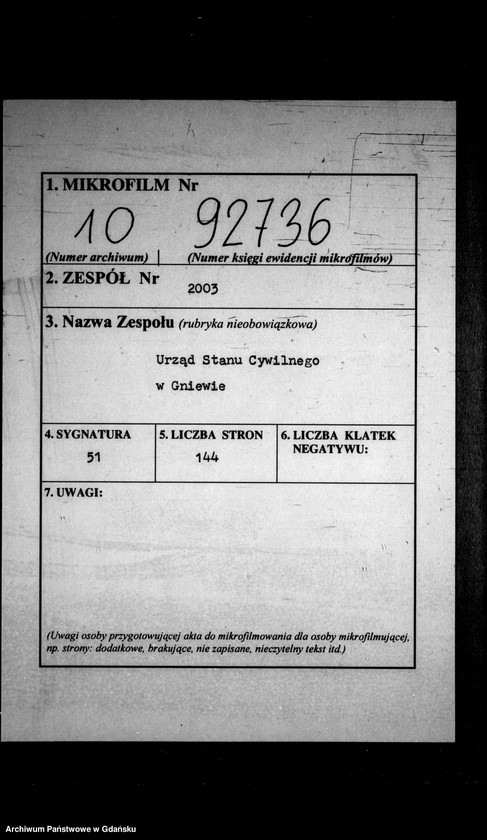 1. MIKROFILM Nr
10 92736
(Numer archiwum) (Numer księgi ewidencji mikrofilmów)
2. ZESPÓŁ Nr
2003
3. Nazwa Zespołu (rubryka nieobowiązkowa)
Urząd Stanu Cywilnego
w Gniewie
4. SYGNATURA 5. LICZBA STRON 6. LICZBA KLATEK
NEGATYWU:
51 144
7. UWAGI:
(Uwagi osoby przygotowującej akta do mikrofilmowania dla osoby mikrofilmującej,
np. strony: dodatkowe, brakujące, nie zapisane, nieczytelny tekst itd.)
Archiwum Państwowe w Gdańsku